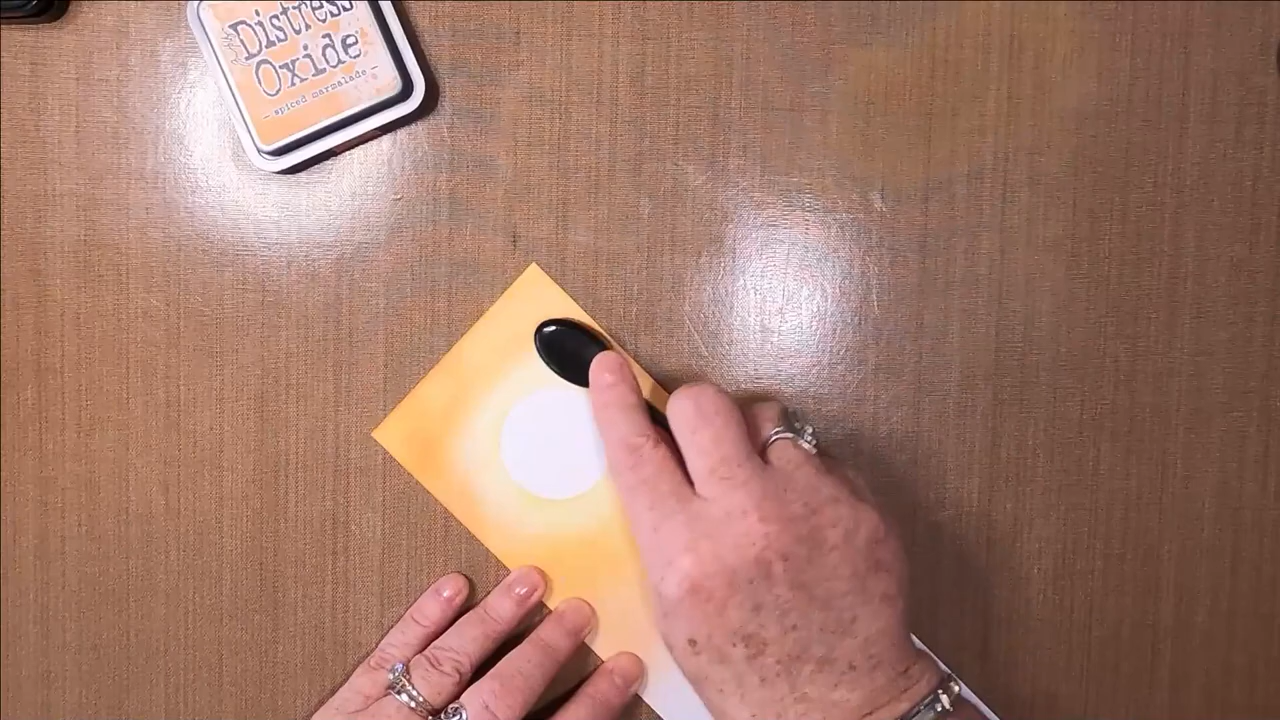 Distress
Oxide
— spiced marmalade —